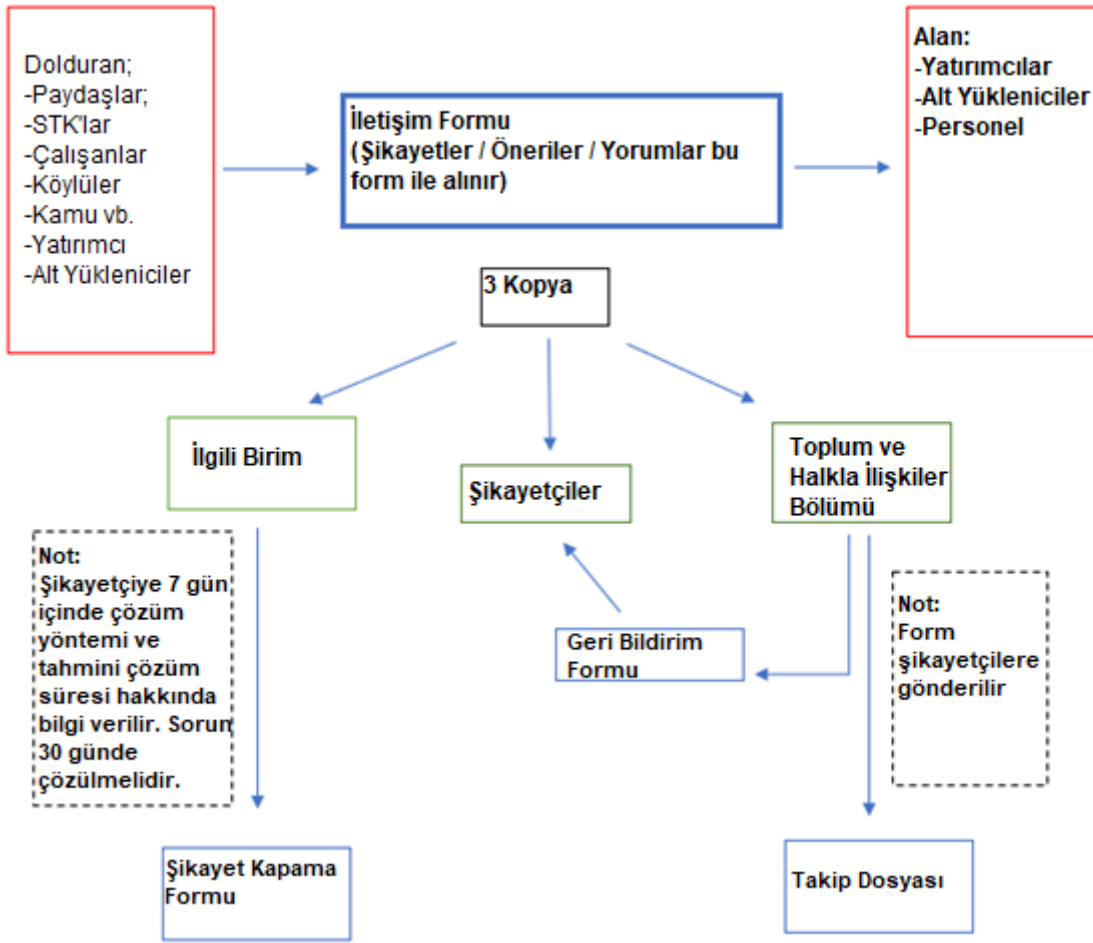 Dolduran;
-Paydaşlar;
-STK'lar
-Çalışanlar
-Köylüler
-Kamu vb.
-Yatırımcı
-Alt Yükleniciler
İletişim Formu
(Şikayetler / Öneriler / Yorumlar bu
form ile alınır)
Alan:
-Yatırımcılar
-Alt Yükleniciler
-Personel
3 Kopya
İlgili Birim
Şikayetçiler
Toplum ve
Halkla İlişkiler
Bölümü
Not:
Şikayetçiye 7 gün
içinde çözüm
yöntemi ve
tahmini çözüm
süresi hakkında
bilgi verilir. Sorun
30 günde
çözülmelidir.
Geri Bildirim
Formu
Not:
Form
şikayetçilere
gönderilir
Şikayet Kapama
Formu
Takip Dosyası